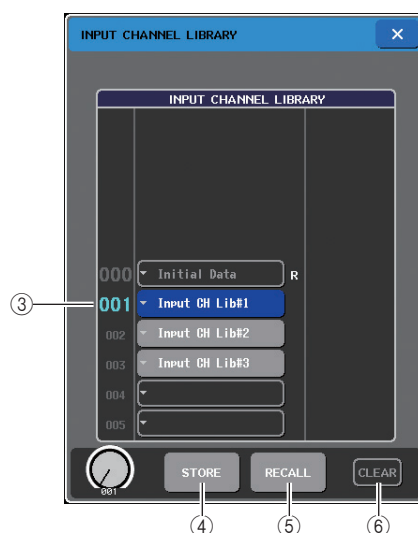 INPUT CHANNEL LIBRARY ×
INPUT CHANNEL LIBRARY
000 Initial Data R
③ 001 Input CH Lib#1
002 Input CH Lib#2
003 Input CH Lib#3
004
005
001 STORE RECALL CLEAR
④ ⑤ ⑥